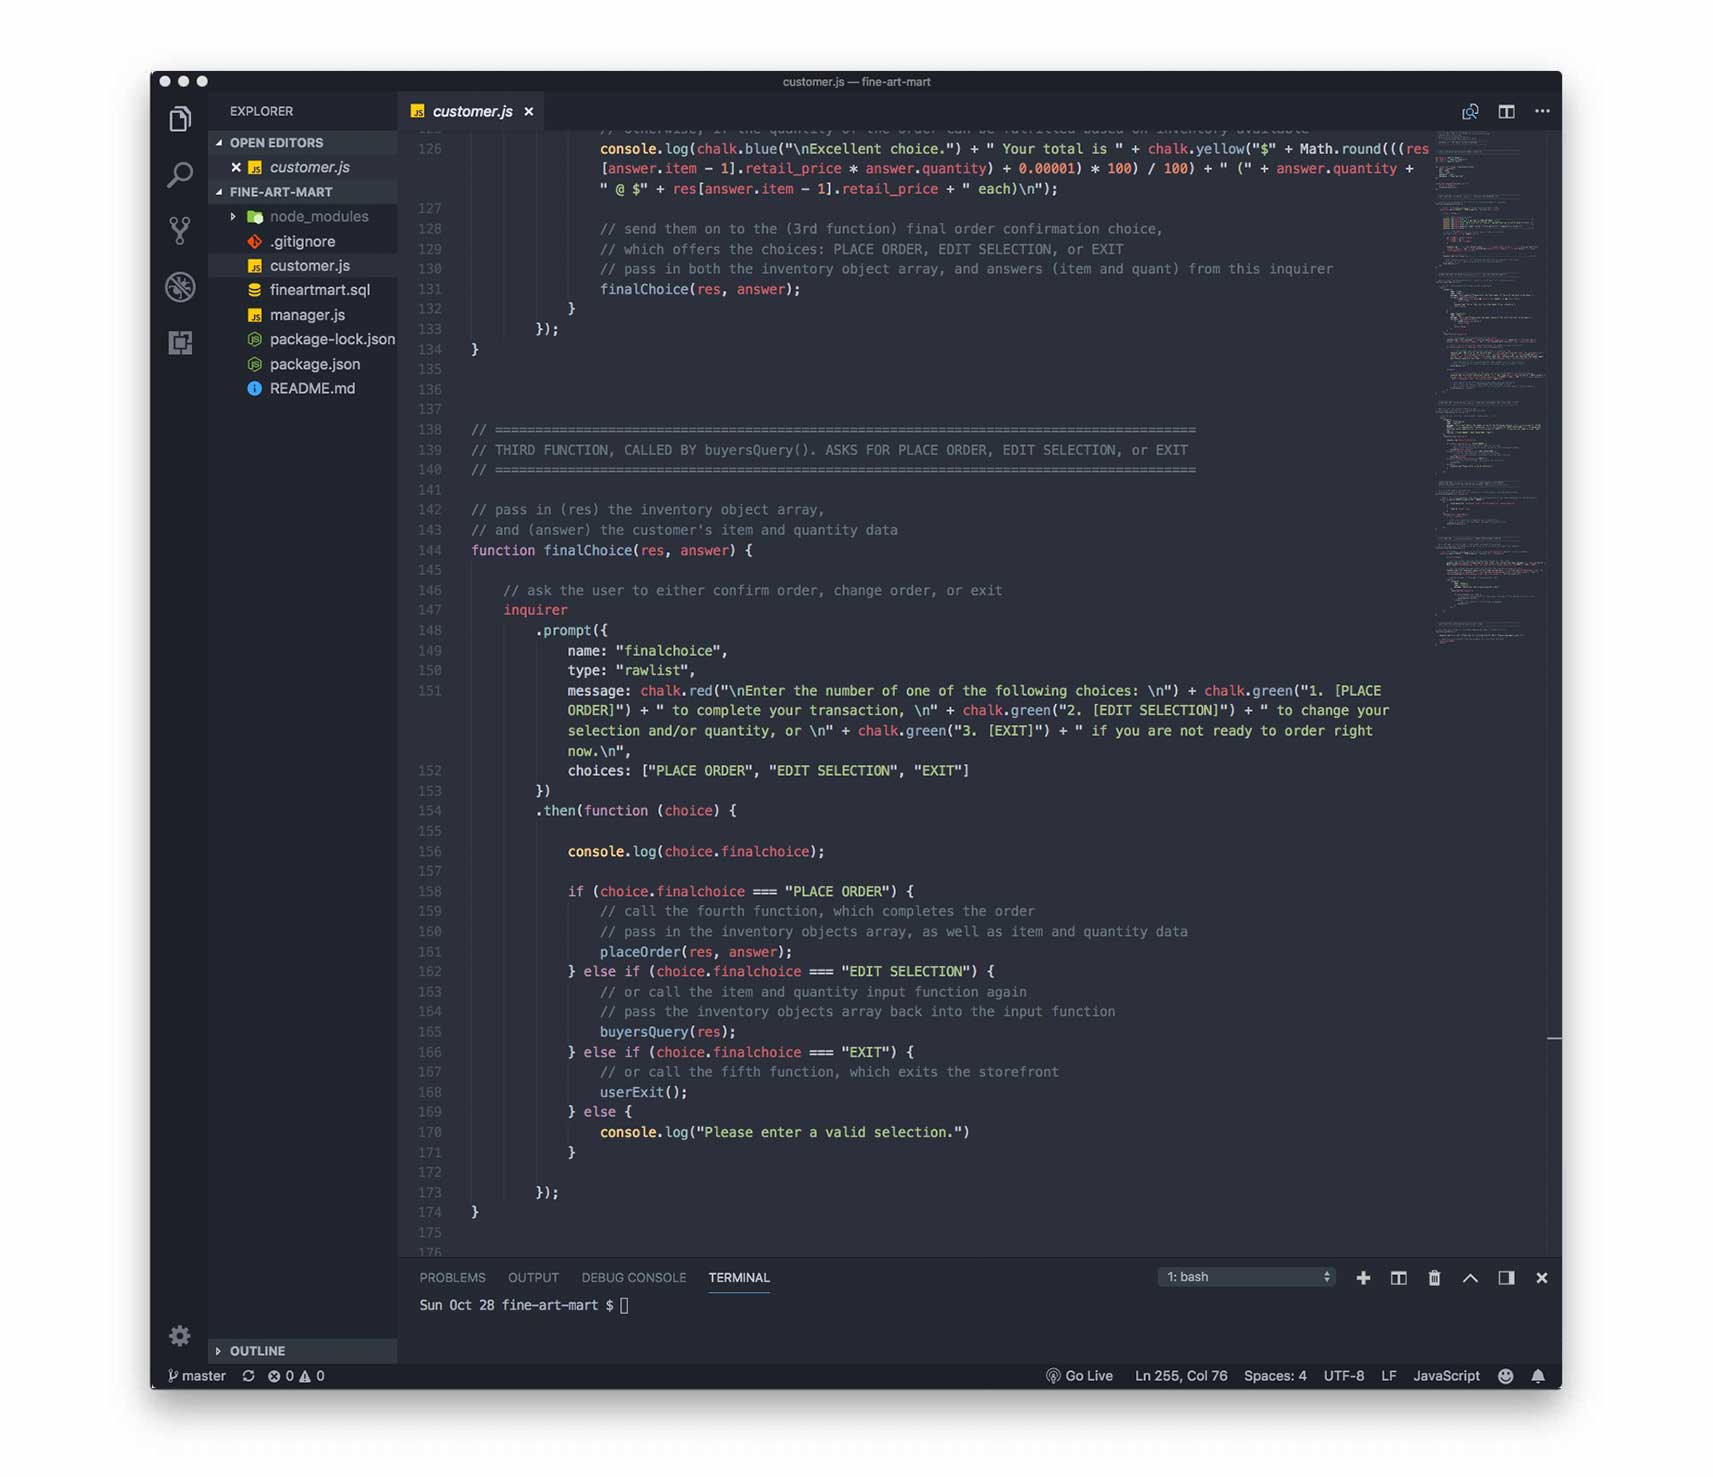 customer.js — fine-art-mart
EXPLORER
OPEN EDITORS
customer.js
FINE-ART-MART
node_modules
.gitignore
customer.js
fineartmart.sql
manager.js
package-lock.json
package.json
README.md
OUTLINE
customer.js
// otherwise, if the quantity of the order can be fulfilled based on inventory available
126 console.log(chalk.blue("\nExcellent choice.") + " Your total is " + chalk.yellow("$" + Math.round(((res
[answer.item - 1].retail_price * answer.quantity) + 0.00001) * 100) / 100) + " (" + answer.quantity +
" @ $" + res[answer.item - 1].retail_price + " each)\n");
127
128 // send them on to the (3rd function) final order confirmation choice,
129 // which offers the choices: PLACE ORDER, EDIT SELECTION, or EXIT
130 // pass in both the inventory object array, and answers (item and quant) from this inquirer
131 finalChoice(res, answer);
132 }
133 });
134 }
135
136
137
138 // =======================================================================================
139 // THIRD FUNCTION, CALLED BY buyersQuery(). ASKS FOR PLACE ORDER, EDIT SELECTION, or EXIT
140 // =======================================================================================
141
142 // pass in (res) the inventory object array,
143 // and (answer) the customer's item and quantity data
144 function finalChoice(res, answer) {
145
146 // ask the user to either confirm order, change order, or exit
147 inquirer
148 .prompt({
149 name: "finalchoice",
150 type: "rawlist",
151 message: chalk.red("\nEnter the number of one of the following choices: \n") + chalk.green("1. [PLACE
ORDER]") + " to complete your transaction, \n" + chalk.green("2. [EDIT SELECTION]") + " to change your
selection and/or quantity, or \n" + chalk.green("3. [EXIT]") + " if you are not ready to order right
now.\n",
152 choices: ["PLACE ORDER", "EDIT SELECTION", "EXIT"]
153 })
154 .then(function (choice) {
155
156 console.log(choice.finalchoice);
157
158 if (choice.finalchoice === "PLACE ORDER") {
159 // call the fourth function, which completes the order
160 // pass in the inventory objects array, as well as item and quantity data
161 placeOrder(res, answer);
162 } else if (choice.finalchoice === "EDIT SELECTION") {
163 // or call the item and quantity input function again
164 // pass the inventory objects array back into the input function
165 buyersQuery(res);
166 } else if (choice.finalchoice === "EXIT") {
167 // or call the fifth function, which exits the storefront
168 userExit();
169 } else {
170 console.log("Please enter a valid selection.")
171 }
172
173 });
174 }
175
176
PROBLEMS OUTPUT DEBUG CONSOLE TERMINAL 1: bash
Sun Oct 28 fine-art-mart $
master 0 0 Go Live Ln 255, Col 76 Spaces: 4 UTF-8 LF JavaScript